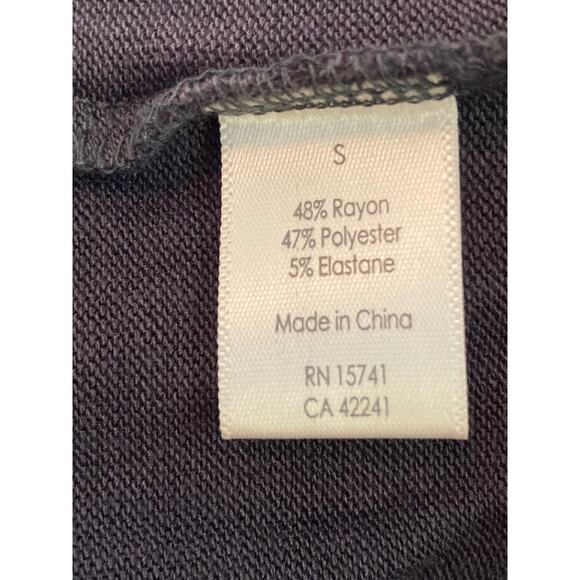 S
48% Rayon
47% Polyester
5% Elastane
Made in China
RN 15741
CA 42241